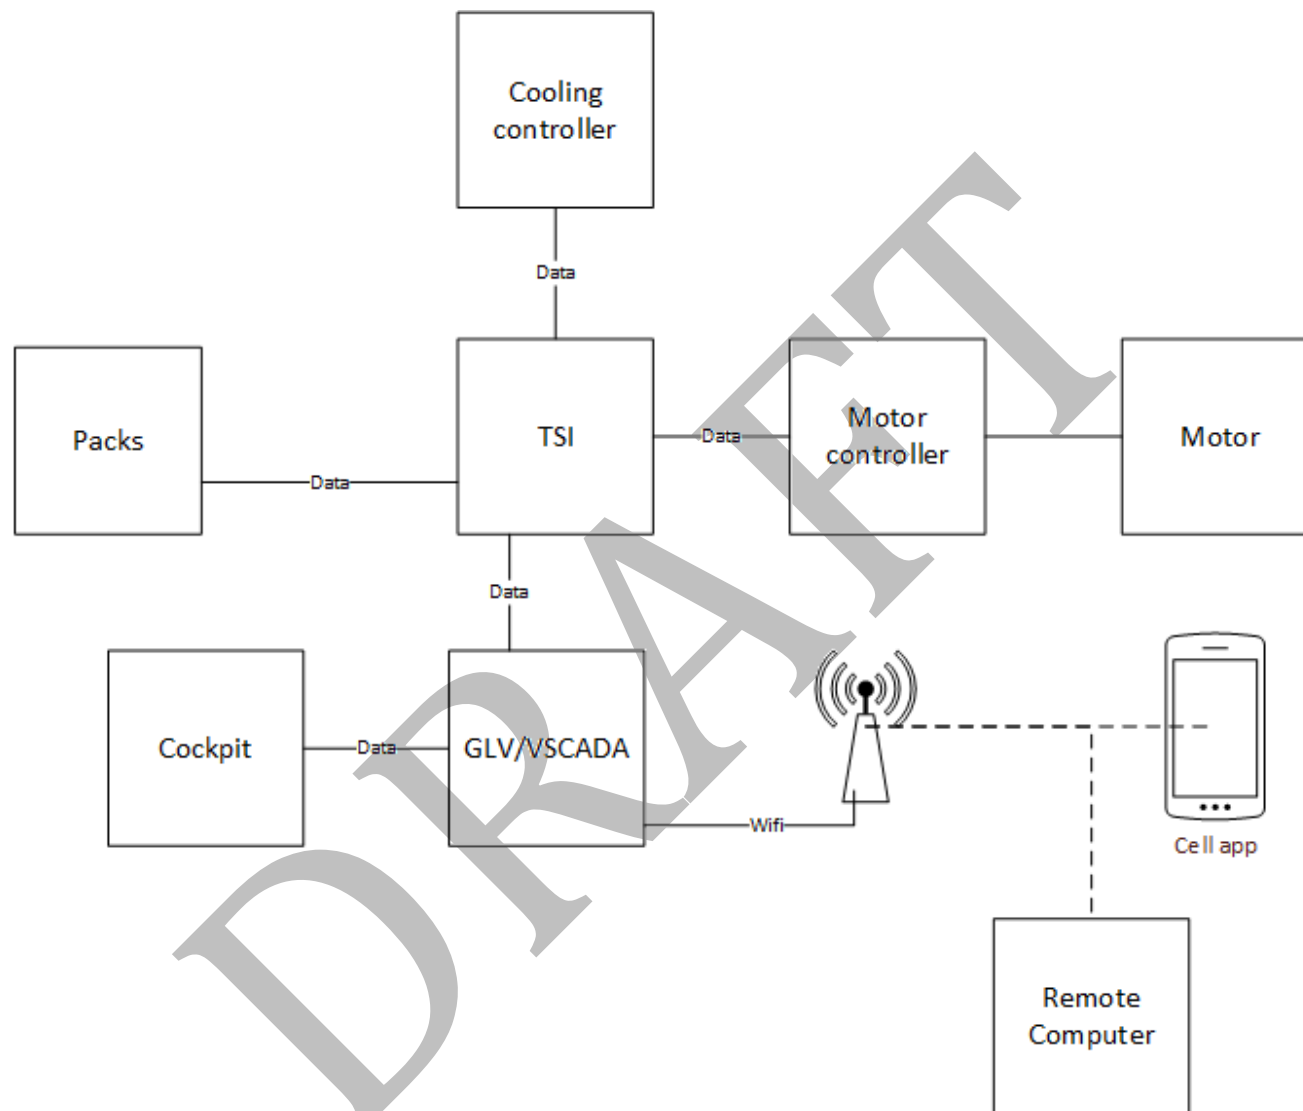 Cooling
controller
Data
Packs
Data
TSI
Data
Motor
controller
Motor
Data
Cockpit
Data
GLV/VSCADA
Wifi
Cell app
Remote
Computer
DRAFT